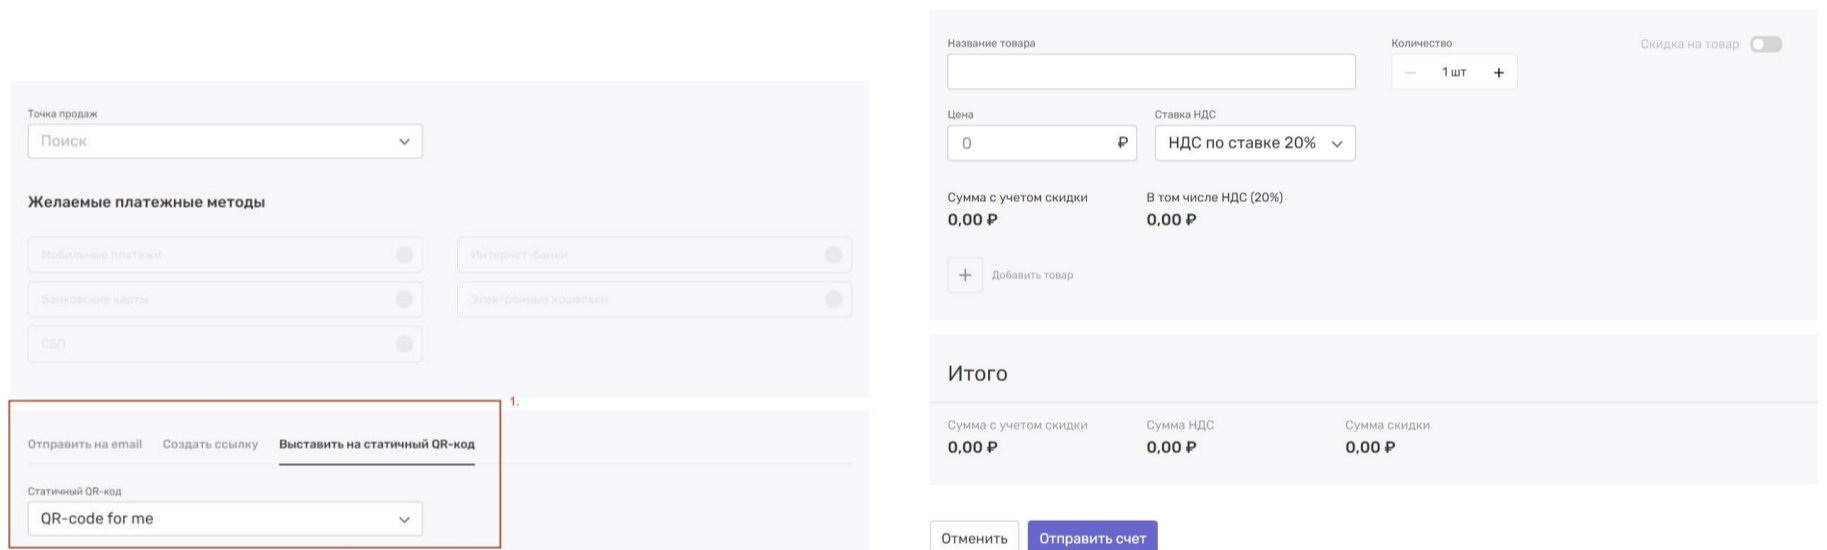 Точка продаж
Поиск
Желаемые платежные методы
Мобильные платежи
Интернет-банки
Банковские карты
Электронные кошельки
СБП
1.
Отправить на email Создать ссылку Выставить на статичный QR-код
Статичный QR-код
QR-code for me
Название товара
Количество
Скидка на товар
1 шт
Цена
Ставка НДС
0 ₽
НДС по ставке 20%
Сумма с учетом скидки
В том числе НДС (20%)
0,00 ₽
0,00 ₽
Добавить товар
Итого
Сумма с учетом скидки
Сумма НДС
Сумма скидки
0,00 ₽
0,00 ₽
0,00 ₽
Отменить
Отправить счет